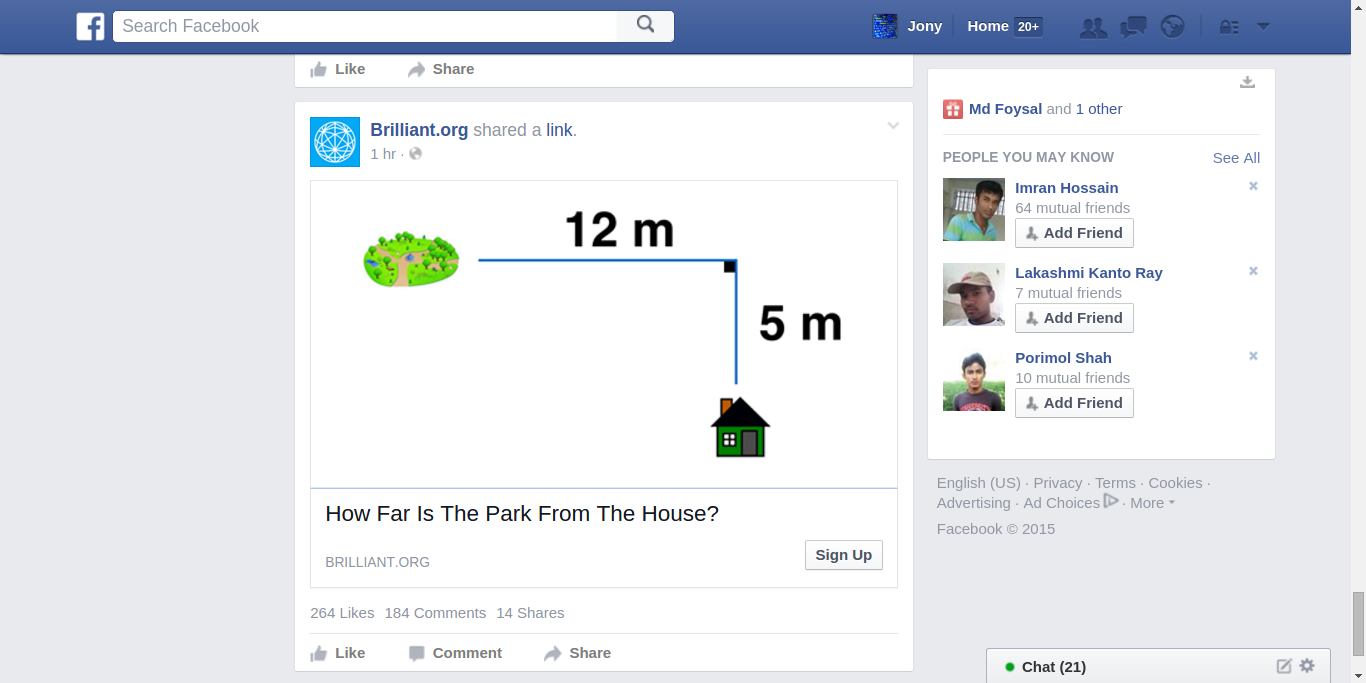 Search Facebook
Jony
Home 20+
Like Share
Brilliant.org shared a link.
1 hr ·
12 m
5 m
How Far Is The Park From The House?
BRILLIANT.ORG
Sign Up
264 Likes 184 Comments 14 Shares
Like Comment Share
Md Foysal and 1 other
PEOPLE YOU MAY KNOW See All
Imran Hossain
64 mutual friends
Add Friend
Lakashmi Kanto Ray
7 mutual friends
Add Friend
Porimol Shah
10 mutual friends
Add Friend
English (US) · Privacy · Terms · Cookies ·
Advertising · Ad Choices · More
Facebook © 2015
Chat (21)